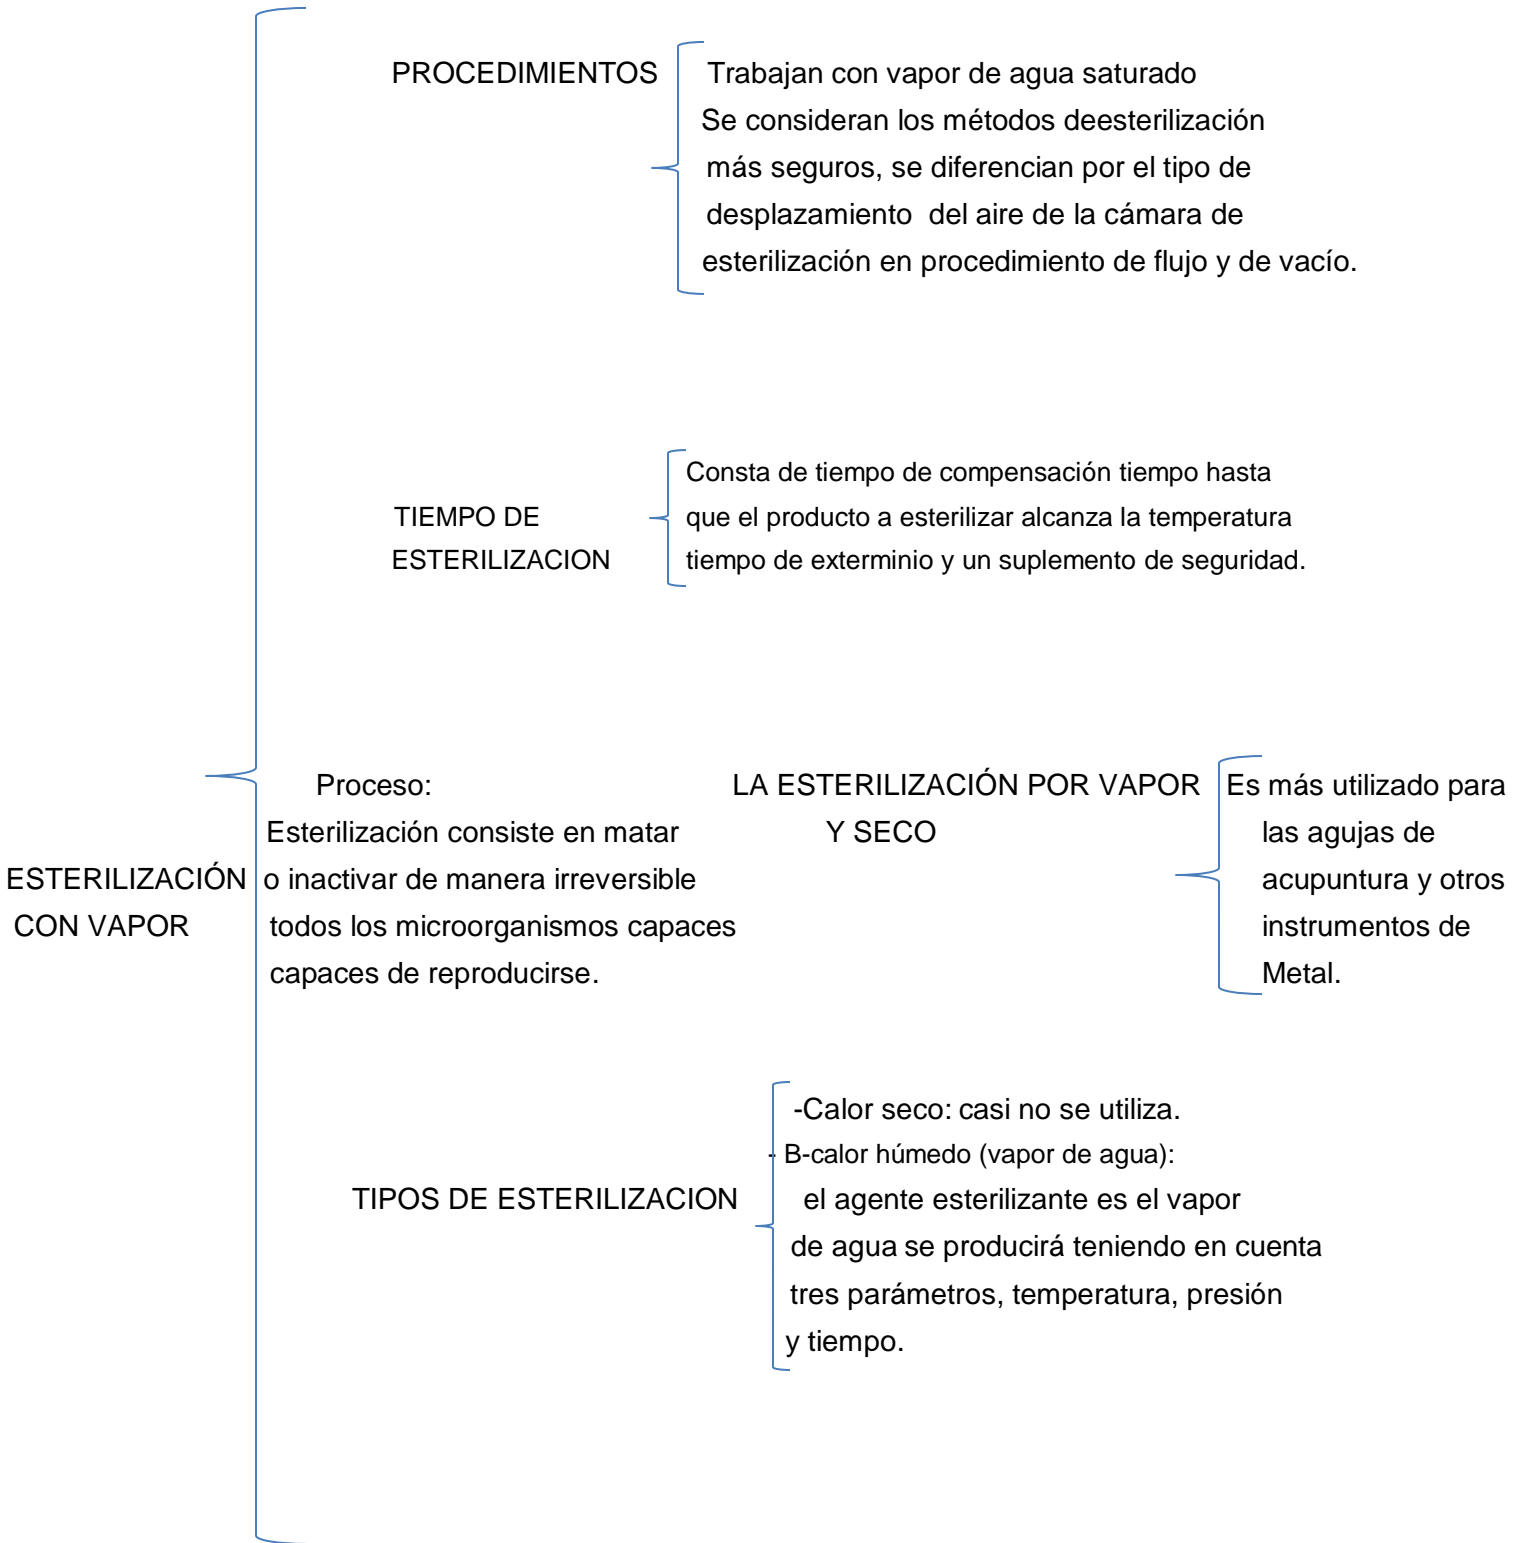 PROCEDIMIENTOS
Trabajan con vapor de agua saturado
Se consideran los métodos deesterilización
más seguros, se diferencian por el tipo de
desplazamiento del aire de la cámara de
esterilización en procedimiento de flujo y de vacío.
TIEMPO DE
ESTERILIZACION
Consta de tiempo de compensación tiempo hasta
que el producto a esterilizar alcanza la temperatura
tiempo de exterminio y un suplemento de seguridad.
ESTERILIZACIÓN
CON VAPOR
Proceso:
Esterilización consiste en matar
o inactivar de manera irreversible
todos los microorganismos capaces
capaces de reproducirse.
LA ESTERILIZACIÓN POR VAPOR
Y SECO
Es más utilizado para
las agujas de
acupuntura y otros
instrumentos de
Metal.
TIPOS DE ESTERILIZACION
-Calor seco: casi no se utiliza.
- B-calor húmedo (vapor de agua):
el agente esterilizante es el vapor
de agua se producirá teniendo en cuenta
tres parámetros, temperatura, presión
y tiempo.